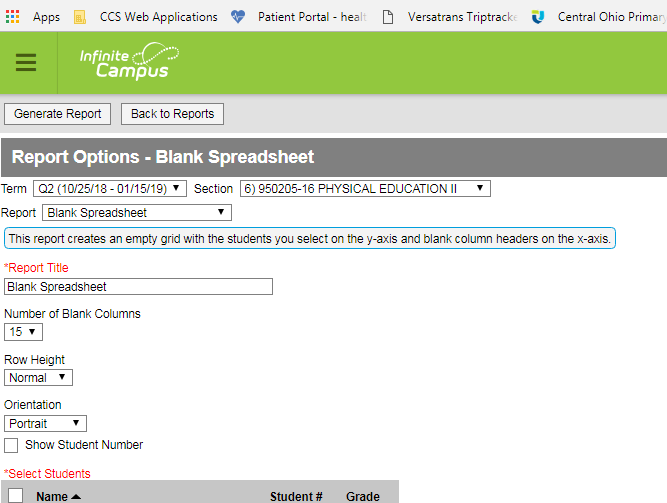 Apps CCS Web Applications Patient Portal - healt Versatrans Triptracke Central Ohio Primary
Infinite
Campus
Generate Report Back to Reports
Report Options - Blank Spreadsheet
Term Q2 (10/25/18 - 01/15/19) Section 6) 950205-16 PHYSICAL EDUCATION II
Report Blank Spreadsheet
This report creates an empty grid with the students you select on the y-axis and blank column headers on the x-axis.
*Report Title
Blank Spreadsheet
Number of Blank Columns
15
Row Height
Normal
Orientation
Portrait
Show Student Number
*Select Students
Name Student # Grade